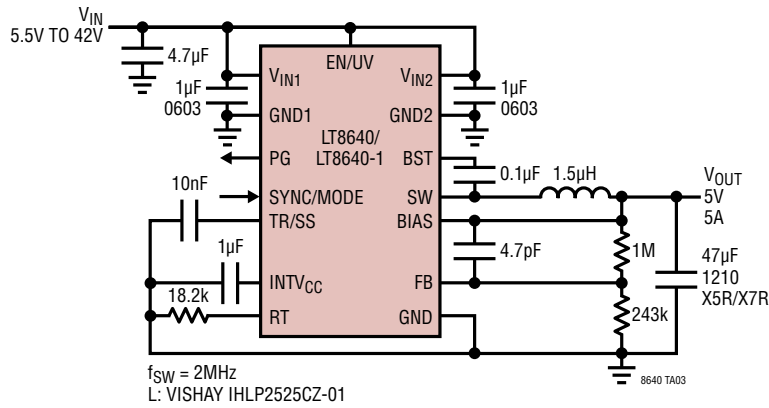 VIN
5.5V TO 42V
4.7µF
EN/UV
VIN1
VIN2
1µF
0603
1µF
0603
GND1
GND2
LT8640/
LT8640-1
PG
BST
10nF
0.1µF
1.5µH
VOUT
5V
5A
SYNC/MODE
SW
TR/SS
BIAS
1µF
4.7pF
1M
47µF
1210
X5R/X7R
INTVCC
FB
18.2k
243k
RT
GND
fSW = 2MHz
L: VISHAY IHLP2525CZ-01
8640 TA03